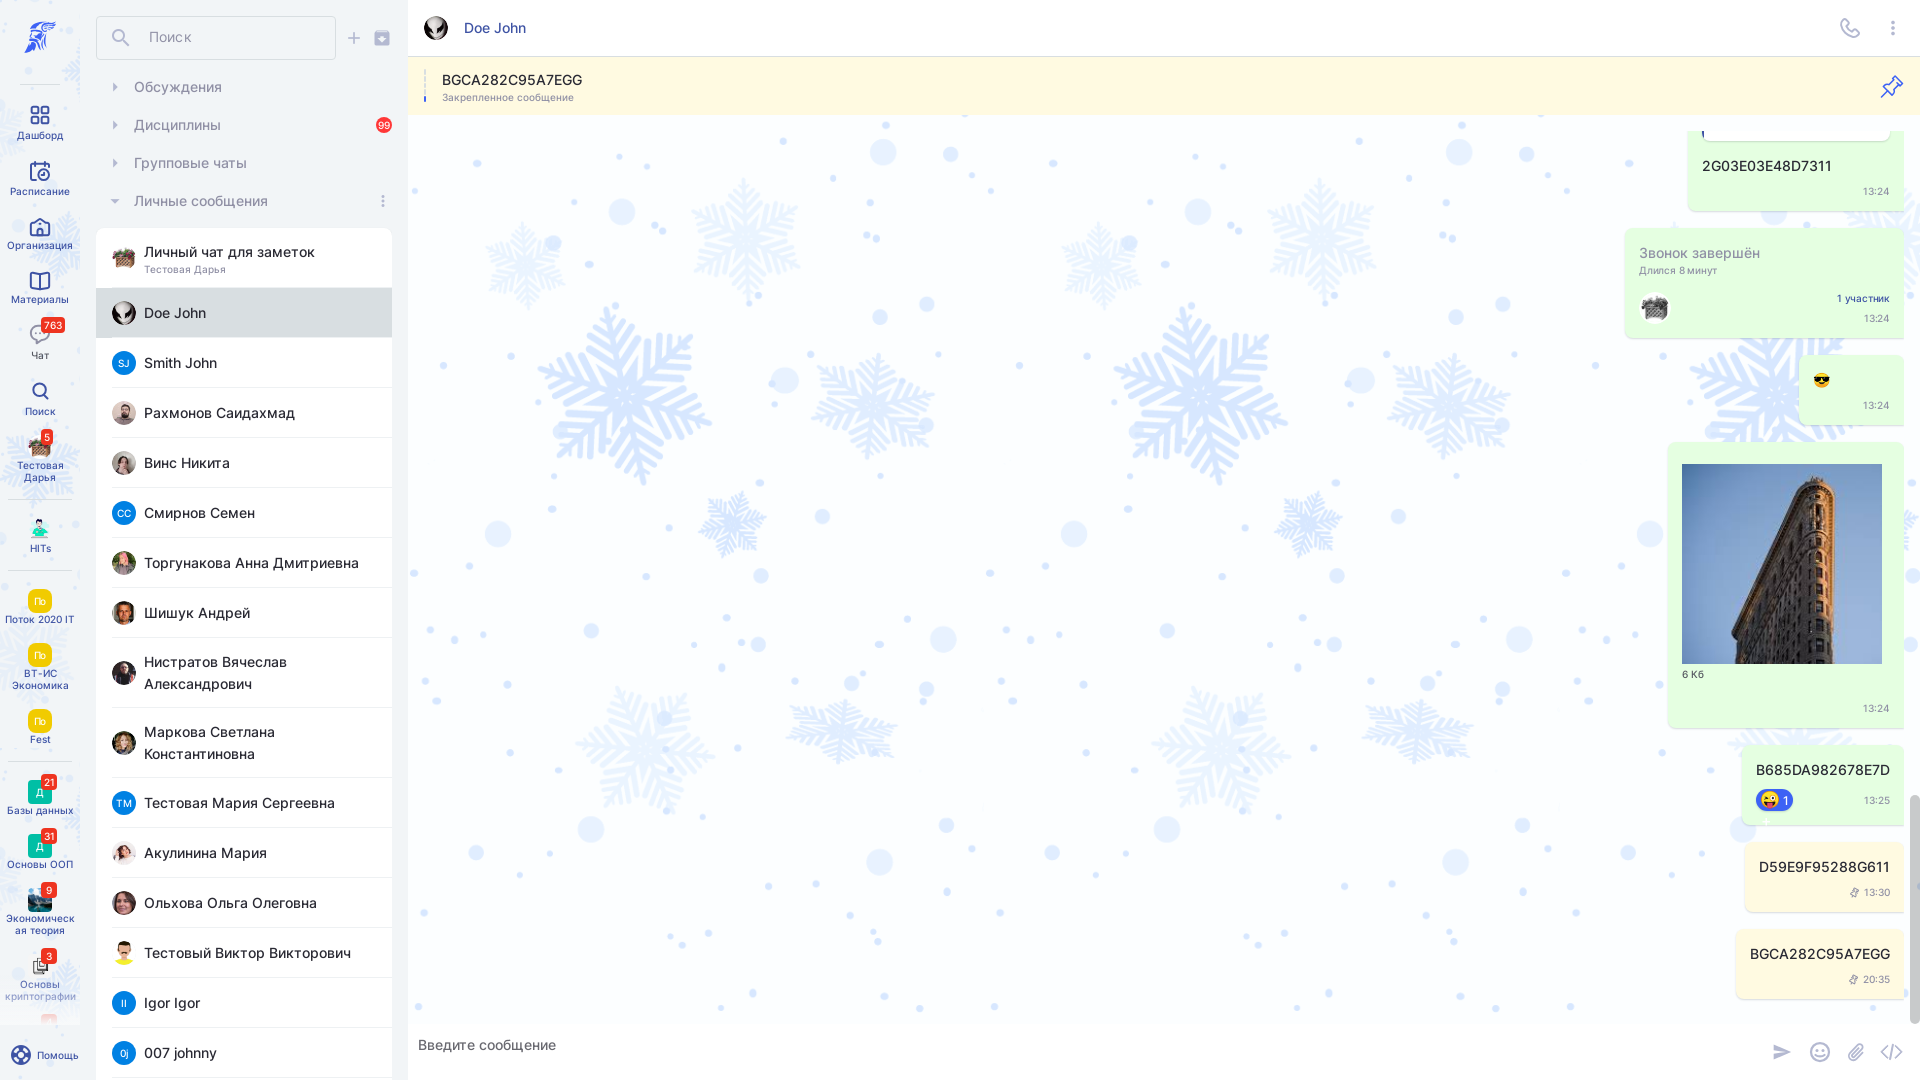 Дашборд
Расписание
Организация
Материалы
763
Чат
Поиск
5
Тестовая
Дарья
HITs
По
Поток 2020 IT
По
ВТ-ИС
Экономика
По
Fest
21
Д
Базы данных
31
Д
Основы ООП
9
Экономическ
ая теория
3
Основы
криптографии
Помощь
Поиск
Обсуждения
Дисциплины
99
Групповые чаты
Личные сообщения
Личный чат для заметок
Тестовая Дарья
Doe John
SJ
Smith John
Рахмонов Саидахмад
Винс Никита
СС
Смирнов Семен
Торгунакова Анна Дмитриевна
Шишук Андрей
Нистратов Вячеслав
Александрович
Маркова Светлана
Константиновна
ТМ
Тестовая Мария Сергеевна
Акулинина Мария
Ольхова Ольга Олеговна
Тестовый Виктор Викторович
II
Igor Igor
0j
007 johnny
Doe John
BGCA282C95A7EGG
Закрепленное сообщение
2G03E03E48D7311
13:24
Звонок завершён
Длился 8 минут
1 участник
13:24
😎
13:24
6 Кб
13:24
B685DA982678E7D
😜 1
13:25
D59E9F95288G611
13:30
BGCA282C95A7EGG
20:35
Введите сообщение